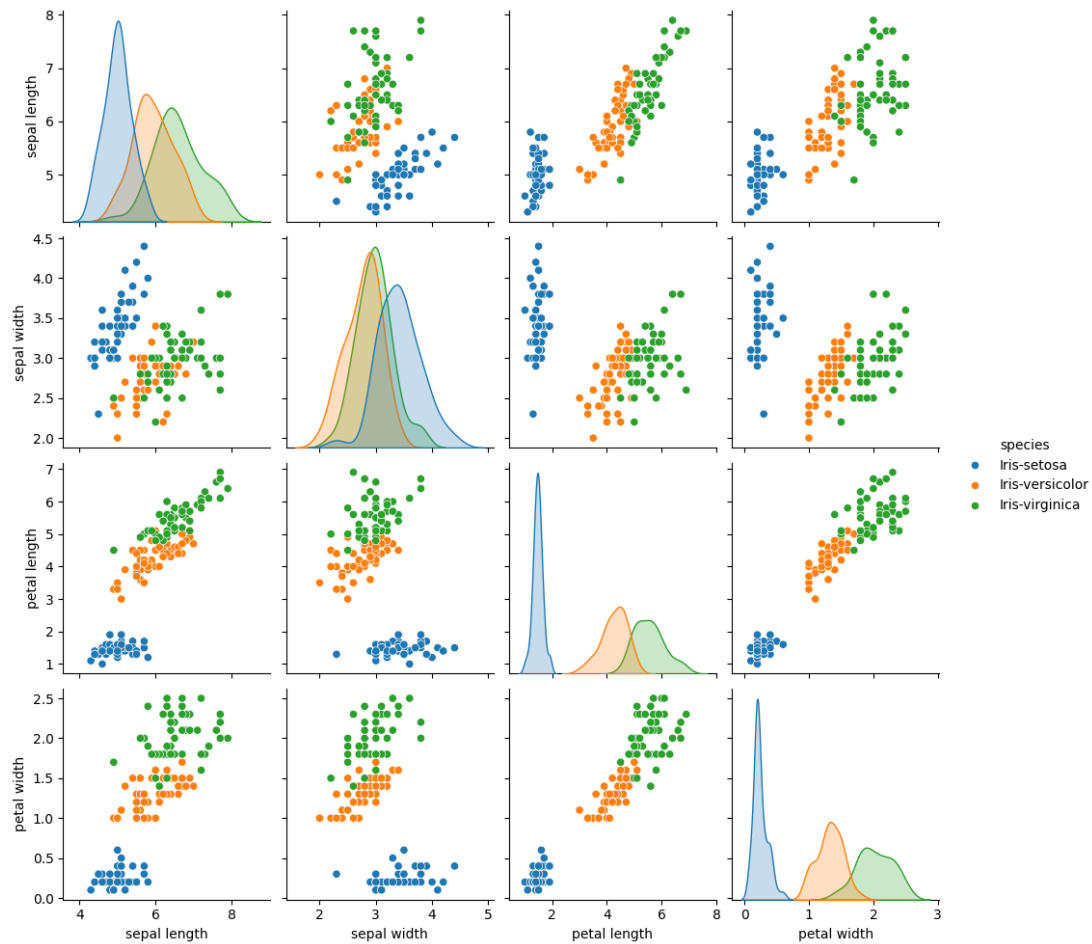 8
7
6
5
sepal length
4.5
4.0
3.5
3.0
2.5
2.0
sepal width
species
Iris-setosa
Iris-versicolor
Iris-virginica
7
6
5
4
3
2
1
petal length
2.5
2.0
1.5
1.0
0.5
0.0
petal width
4 6 8
2 3 4 5
2 4 6 8
0 1 2 3
sepal length
sepal width
petal length
petal width